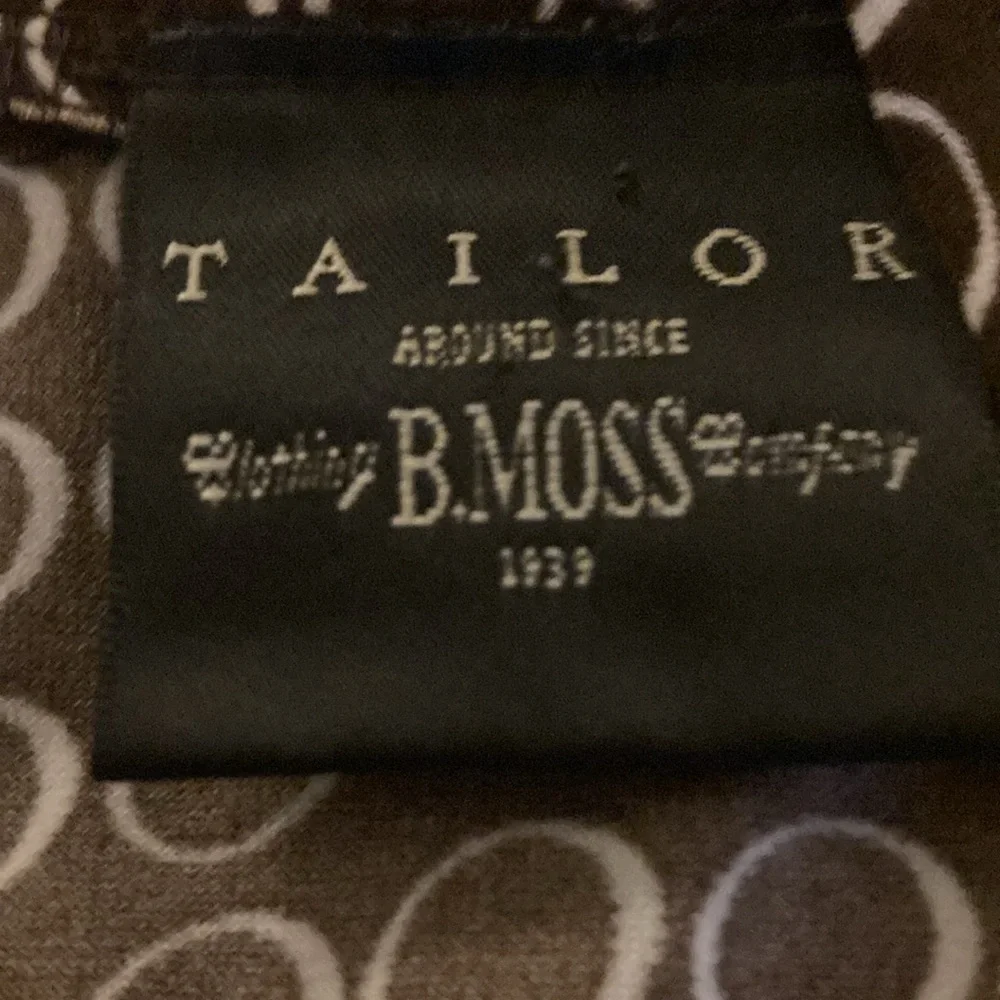 TAILOR
AROUND SINCE
Clothing B.MOSS Company
1939